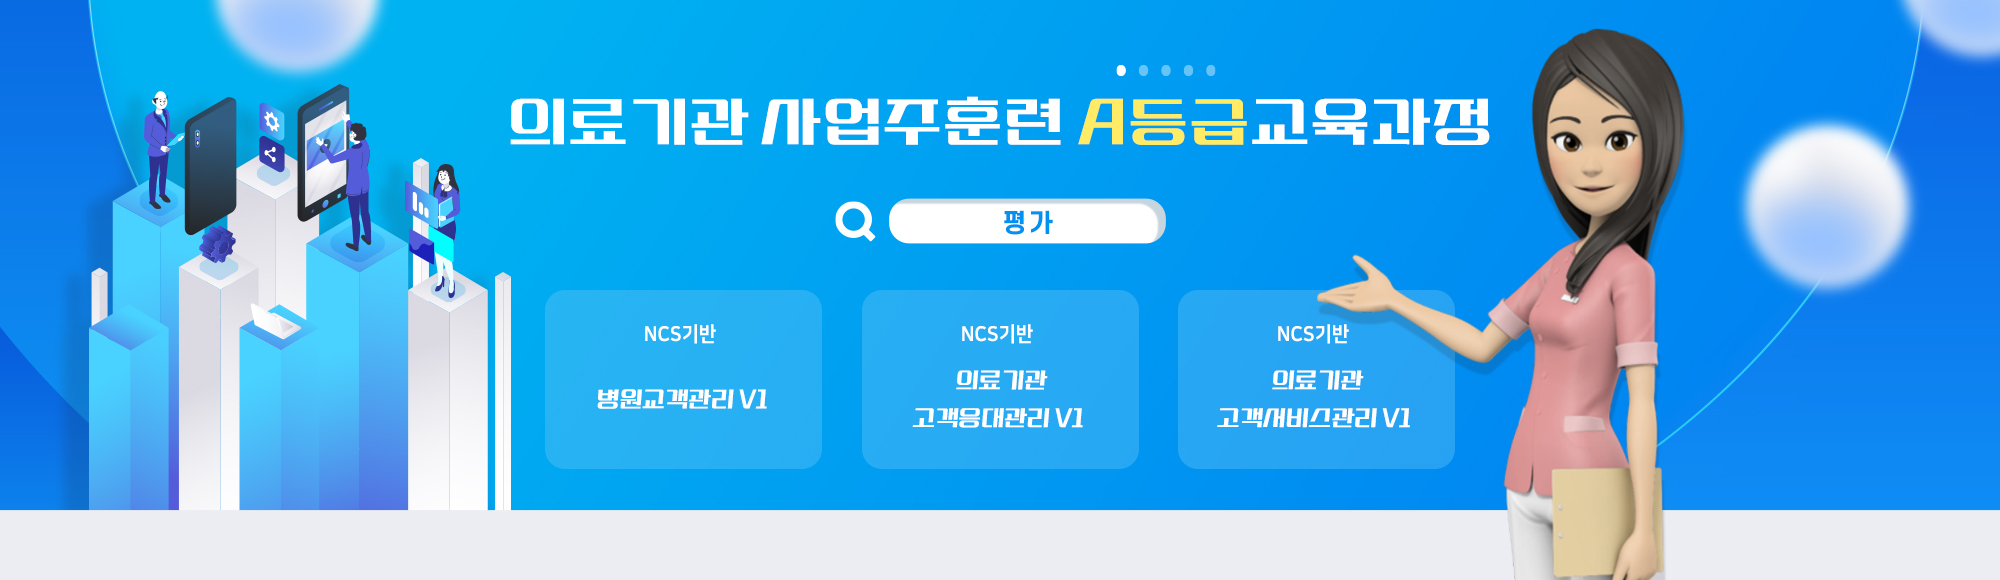 의료기관 사업주훈련 A등급교육과정
평가
NCS기반
병원고객관리 V1
NCS기반
의료기관
고객응대관리 V1
NCS기반
의료기관
고객서비스관리 V1